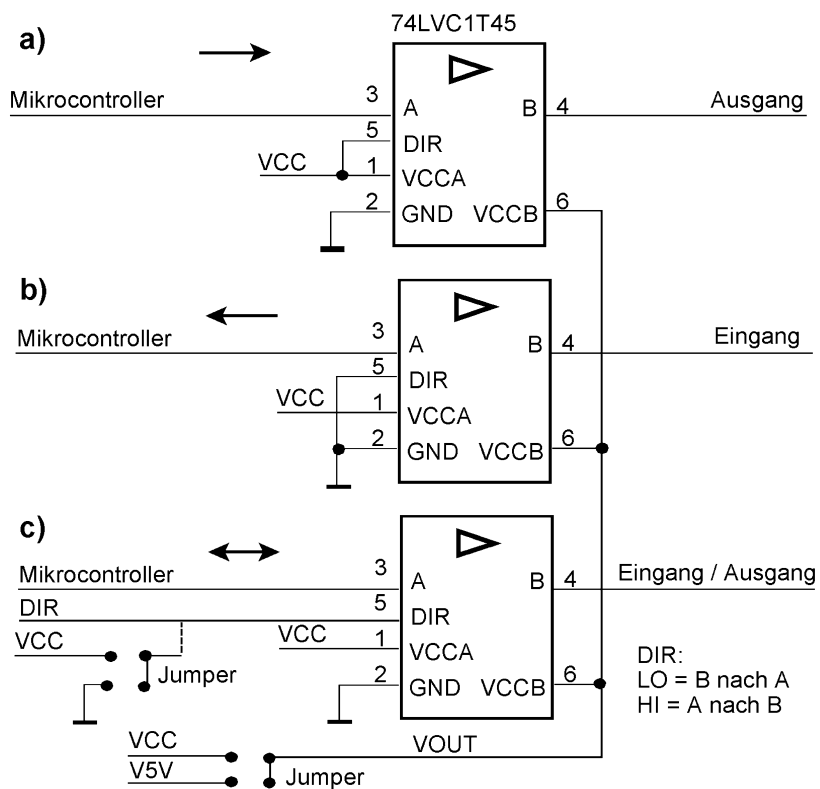 74LVC1T45
a)
Mikrocontroller
3
A
B
4
Ausgang
5
DIR
VCC
1
VCCA
2
GND
VCCB
6
b)
Mikrocontroller
3
A
B
4
Eingang
5
DIR
VCC
1
VCCA
2
GND
VCCB
6
c)
Mikrocontroller
3
A
B
4
Eingang / Ausgang
DIR
5
DIR
VCC
VCC
1
VCCA
Jumper
2
GND
VCCB
6
DIR:
LO = B nach A
HI = A nach B
VCC
VOUT
V5V
Jumper